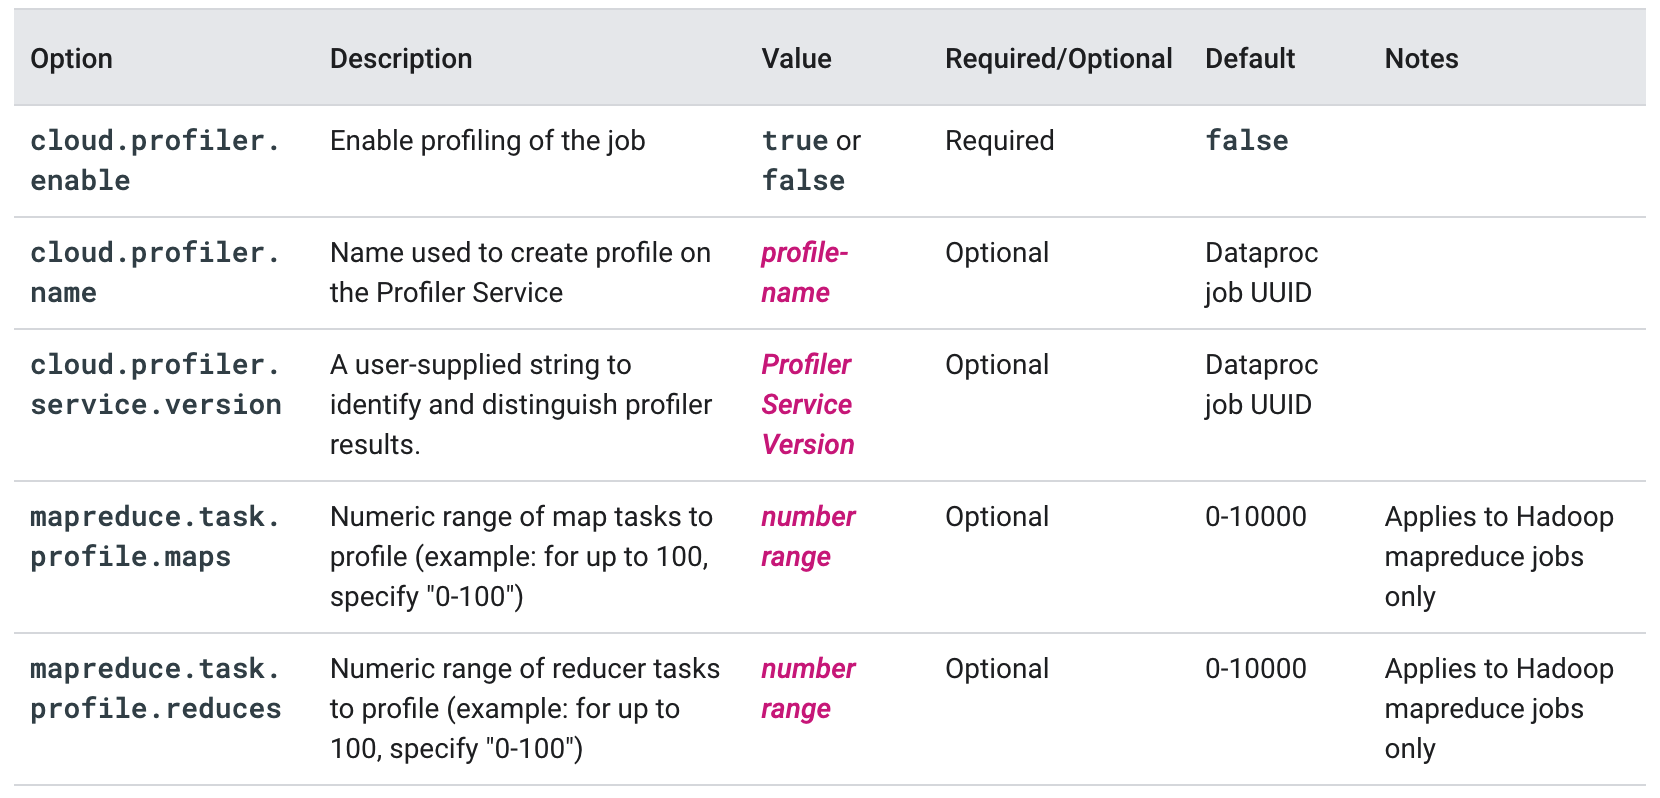 Option Description Value Required/Optional Default Notes
cloud.profiler. Enable profiling of the job true or Required false
enable false
cloud.profiler. Name used to create profile on profile- Optional Dataproc
name the Profiler Service name job UUID
cloud.profiler. A user-supplied string to Profiler Optional Dataproc
service.version identify and distinguish profiler Service job UUID
results. Version
mapreduce.task. Numeric range of map tasks to number Optional 0-10000 Applies to Hadoop
profile.maps profile (example: for up to 100, range mapreduce jobs
specify "0-100") only
mapreduce.task. Numeric range of reducer tasks number Optional 0-10000 Applies to Hadoop
profile.reduces to profile (example: for up to range mapreduce jobs
100, specify "0-100") only